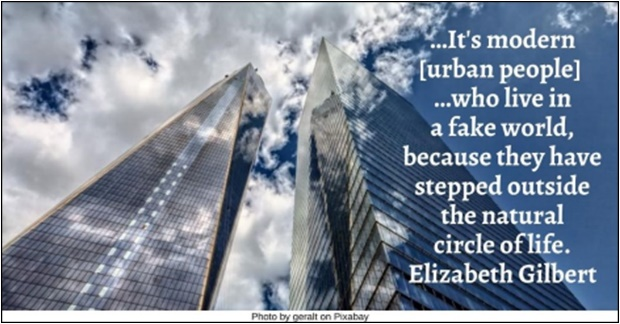 ...It's modern
[urban people]
...who live in
a fake world,
because they have
stepped outside
the natural
circle of life.
Elizabeth Gilbert
Photo by geralt on Pixabay